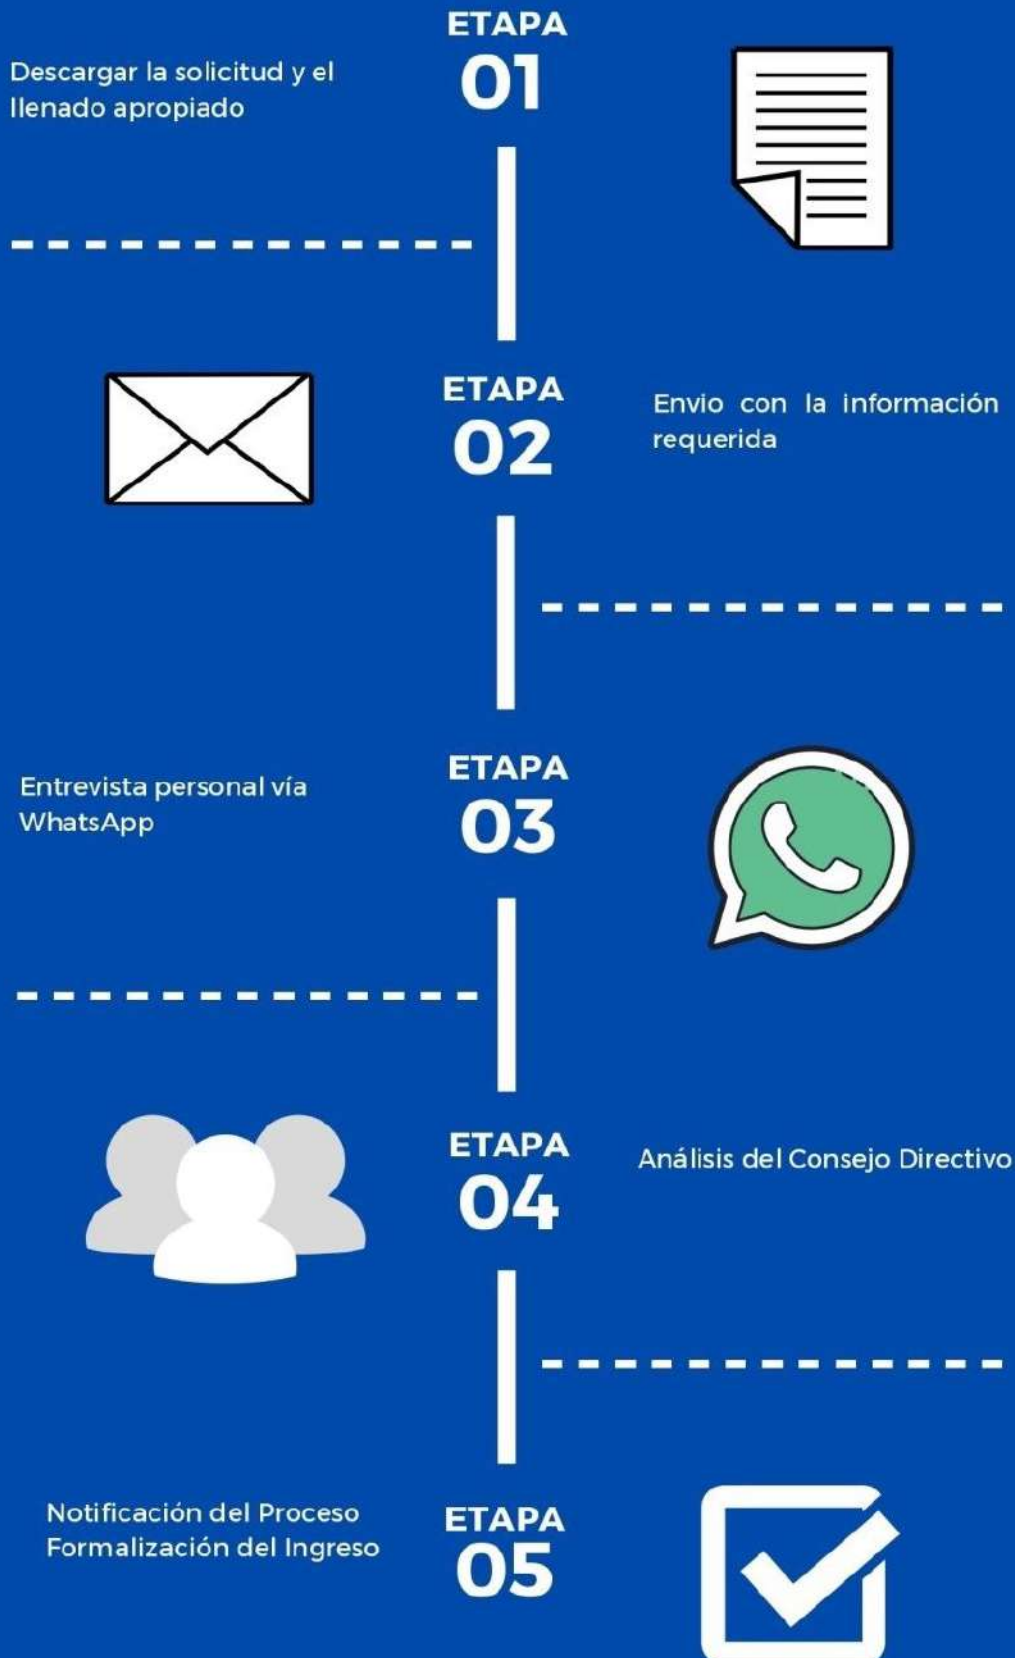 ETAPA
01
Descargar la solicitud y el
llenado apropiado
ETAPA
02
Envio con la información
requerida
ETAPA
03
Entrevista personal vía
WhatsApp
ETAPA
04
Análisis del Consejo Directivo
ETAPA
05
Notificación del Proceso
Formalización del Ingreso